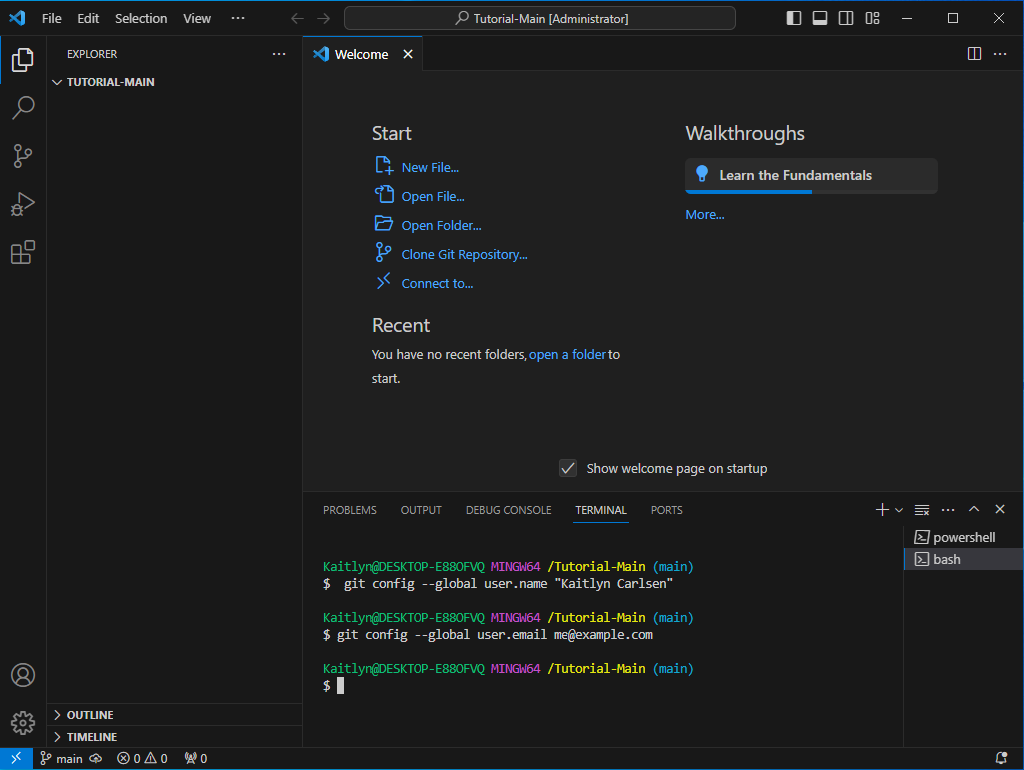 File Edit Selection View ··· Tutorial-Main [Administrator]
EXPLORER ···
TUTORIAL-MAIN
Welcome
Start
New File...
Open File...
Open Folder...
Clone Git Repository...
Connect to...
Recent
You have no recent folders, open a folder to
start.
Walkthroughs
Learn the Fundamentals
More...
Show welcome page on startup
PROBLEMS OUTPUT DEBUG CONSOLE TERMINAL PORTS
Kaitlyn@DESKTOP-E88OFVQ MINGW64 /Tutorial-Main (main)
$  git config --global user.name "Kaitlyn Carlsen"
Kaitlyn@DESKTOP-E88OFVQ MINGW64 /Tutorial-Main (main)
$ git config --global user.email me@example.com
Kaitlyn@DESKTOP-E88OFVQ MINGW64 /Tutorial-Main (main)
$
powershell
bash
OUTLINE
TIMELINE
main 0 0 0